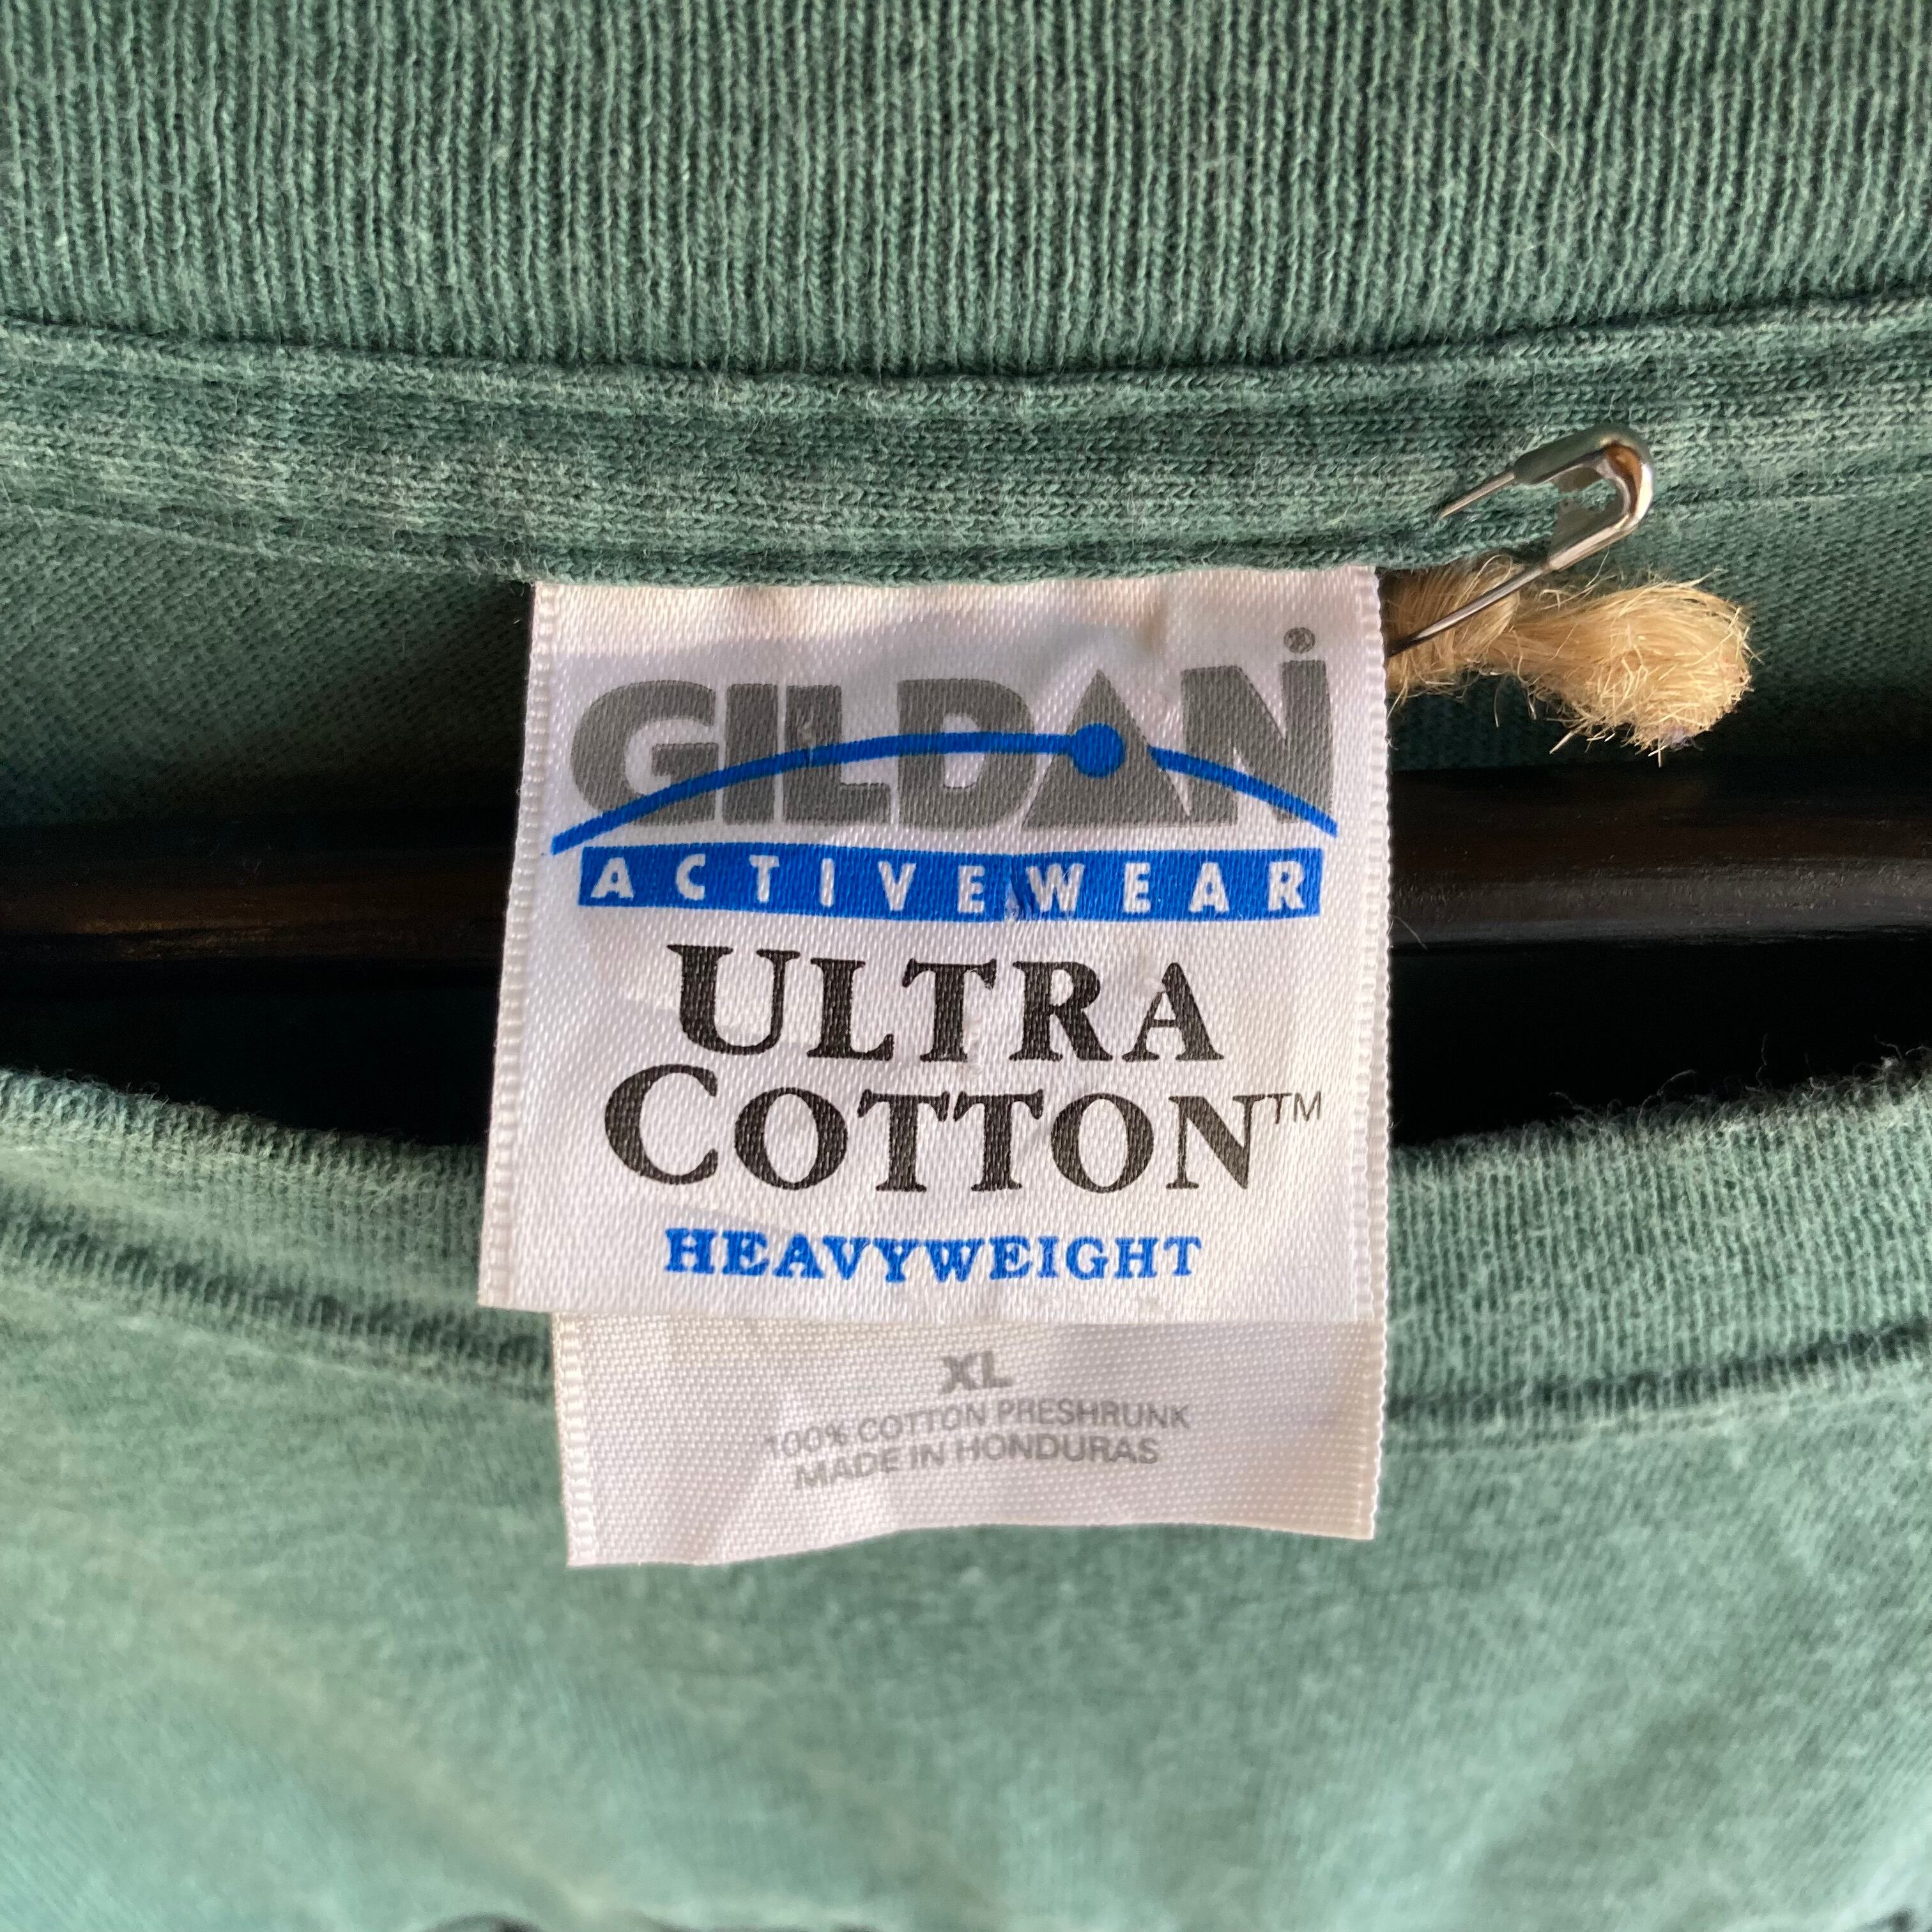 GILDAN®
ACTIVEWEAR
ULTRA
COTTON™
HEAVYWEIGHT
XL
100% COTTON PRESHRUNK
MADE IN HONDURAS